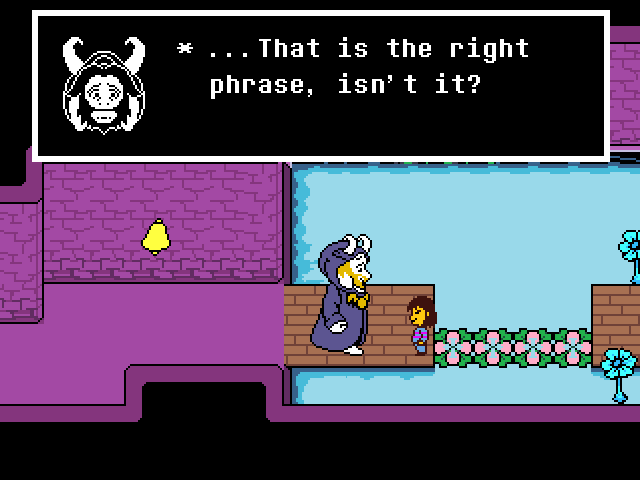 * ...That is the right
phrase, isn't it?